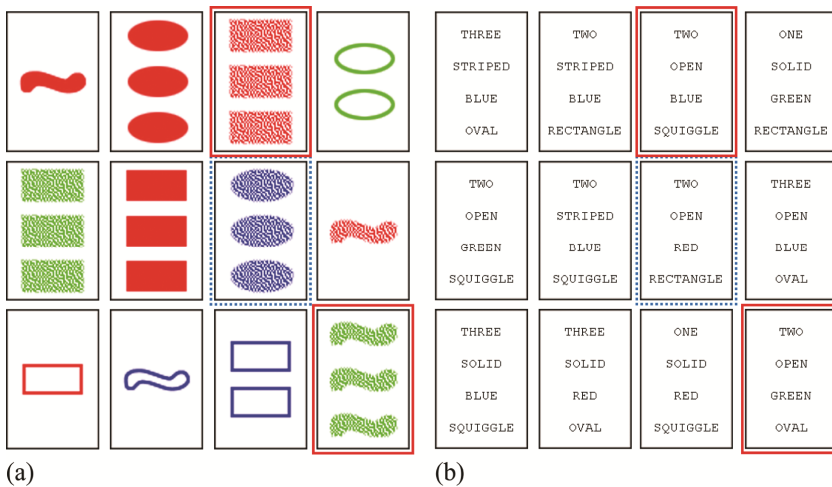 THREE
STRIPED
BLUE
OVAL
TWO
STRIPED
BLUE
RECTANGLE
TWO
OPEN
BLUE
SQUIGGLE
ONE
SOLID
GREEN
RECTANGLE
TWO
OPEN
GREEN
SQUIGGLE
TWO
STRIPED
BLUE
SQUIGGLE
TWO
OPEN
RED
RECTANGLE
THREE
OPEN
BLUE
OVAL
THREE
SOLID
BLUE
SQUIGGLE
THREE
SOLID
RED
OVAL
ONE
SOLID
RED
SQUIGGLE
TWO
OPEN
GREEN
OVAL
(a)
(b)